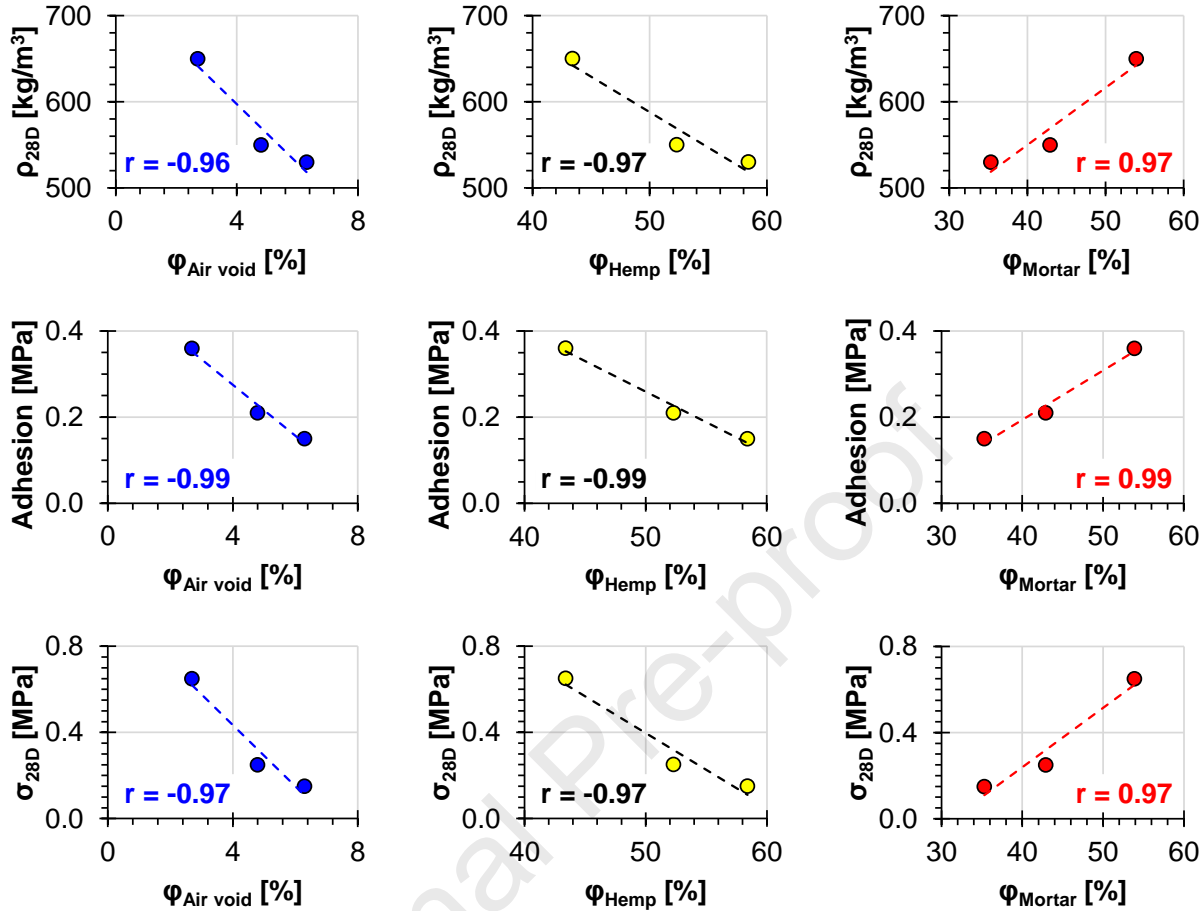 700
600
500
ρ28D [kg/m³]
r = -0.96
0
4
8
φAir void [%]
700
600
500
ρ28D [kg/m³]
r = -0.97
40
50
60
φHemp [%]
700
600
500
ρ28D [kg/m³]
r = 0.97
30
40
50
60
φMortar [%]
0.4
0.2
0.0
Adhesion [MPa]
r = -0.99
0
4
8
φAir void [%]
0.4
0.2
0.0
Adhesion [MPa]
r = -0.99
40
50
60
φHemp [%]
0.4
0.2
0.0
Adhesion [MPa]
r = 0.99
30
40
50
60
φMortar [%]
0.8
0.4
0.0
σ28D [MPa]
r = -0.97
0
4
8
φAir void [%]
0.8
0.4
0.0
σ28D [MPa]
r = -0.97
40
50
60
φHemp [%]
0.8
0.4
0.0
σ28D [MPa]
r = 0.97
30
40
50
60
φMortar [%]
nal Pre-proof